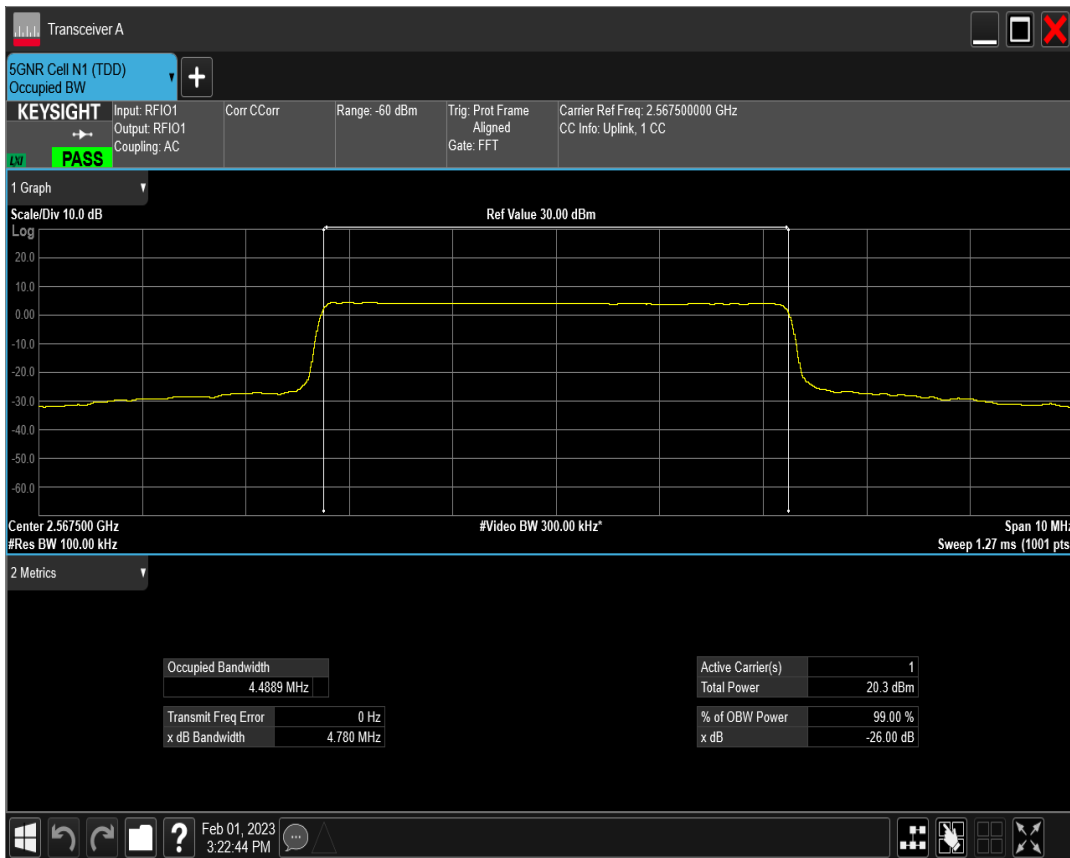 Transceiver A
5GNR Cell N1 (TDD)
Occupied BW
KEYSIGHT
LXI
PASS
Input: RFIO1
Output: RFIO1
Coupling: AC
Corr CCorr
Range: -60 dBm
Trig: Prot Frame
Aligned
Gate: FFT
Carrier Ref Freq: 2.567500000 GHz
CC Info: Uplink, 1 CC
1 Graph
Scale/Div 10.0 dB
Ref Value 30.00 dBm
Log
20.0
10.0
0.00
-10.0
-20.0
-30.0
-40.0
-50.0
-60.0
Center 2.567500 GHz
#Video BW 300.00 kHz*
Span 10 MHz
#Res BW 100.00 kHz
Sweep 1.27 ms (1001 pts
2 Metrics
Occupied Bandwidth
4.4889 MHz
Transmit Freq Error 0 Hz
x dB Bandwidth 4.780 MHz
Active Carrier(s) 1
Total Power 20.3 dBm
% of OBW Power 99.00 %
x dB -26.00 dB
?
Feb 01, 2023
3:22:44 PM